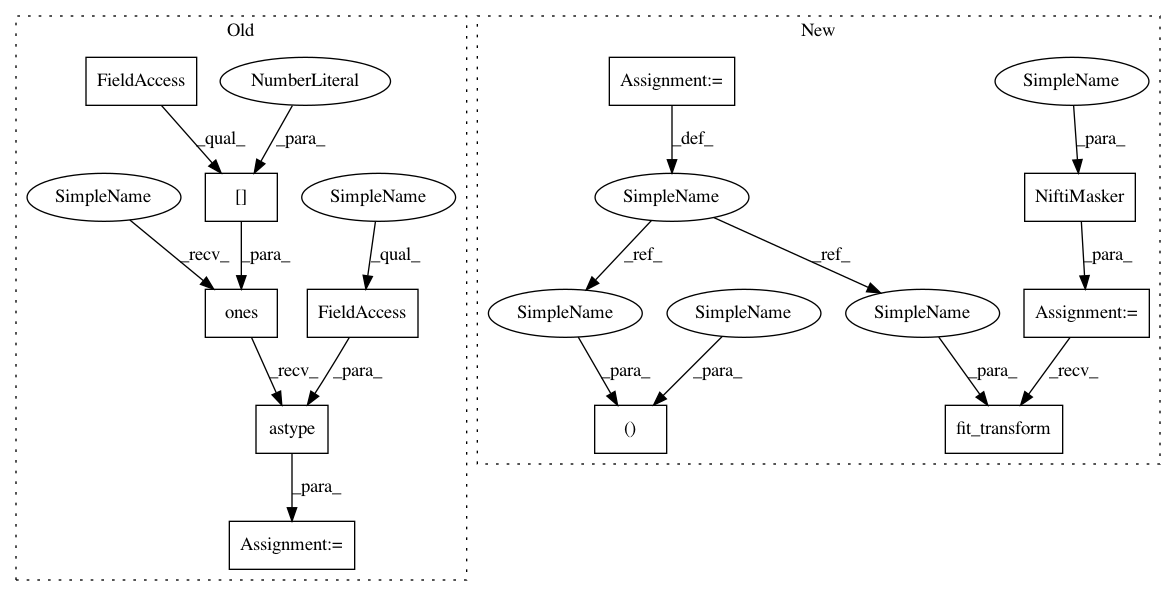 Old
New
FieldAccess
NumberLiteral
Assignment:=
SimpleName
_qual_
_para_
_def_
_para_
SimpleName
[]
SimpleName
SimpleName
NiftiMasker
_recv_
_para_
_qual_
_ref_
_ref_
_para_
ones
FieldAccess
SimpleName
SimpleName
SimpleName
Assignment:=
_recv_
_para_
_para_
_para_
_para_
_recv_
astype
()
fit_transform
_para_
Assignment:=